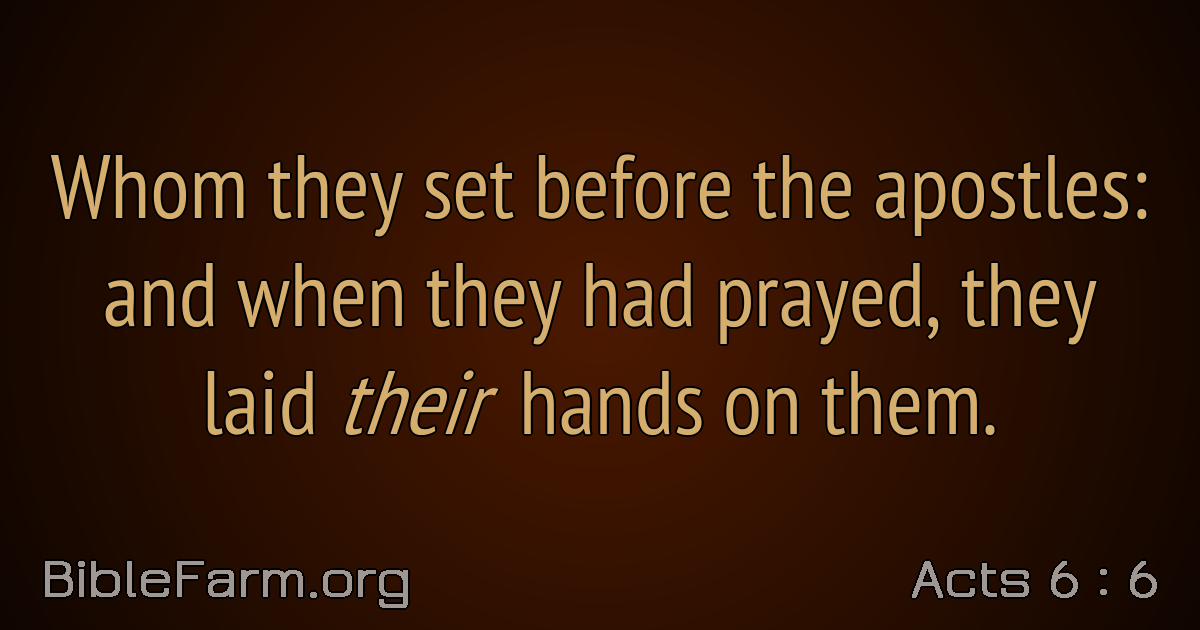 Whom they set before the apostles:
and when they had prayed, they
laid their hands on them.
BibleFarm.org
Acts 6 : 6